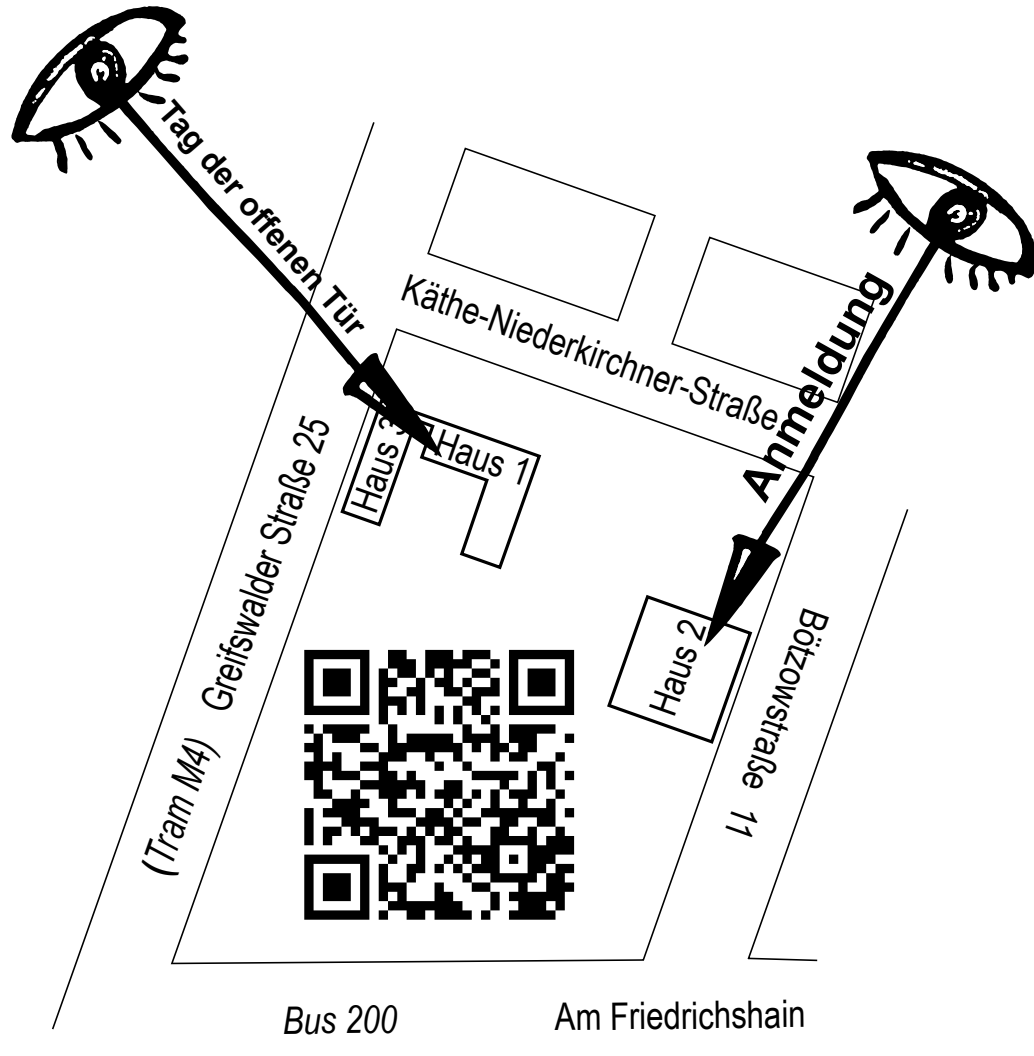 Tag der offenen Tür
Käthe-Niederkirchner-Straße
Anmeldung
Haus 3
Haus 1
Greifswalder Straße 25
(Tram M4)
Haus 2
Bötzowstraße 11
Bus 200
Am Friedrichshain